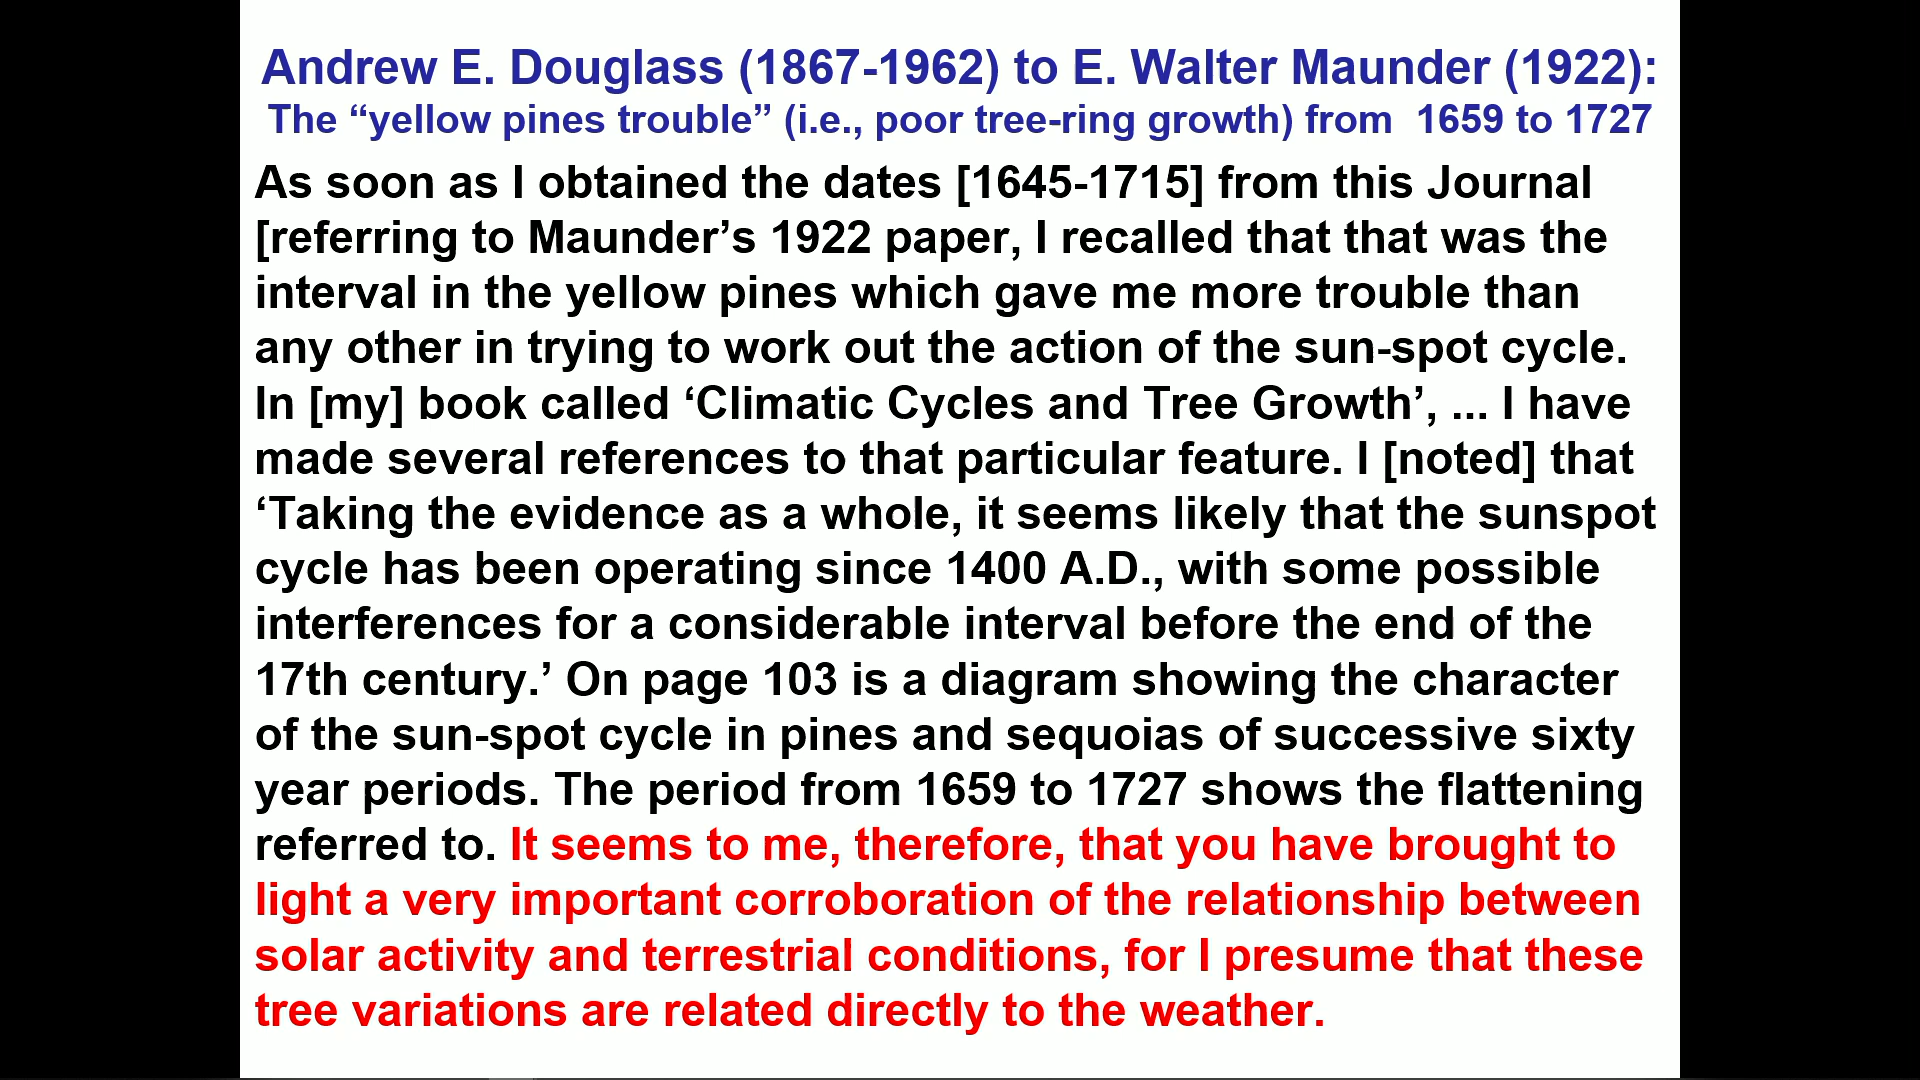 Andrew E. Douglass (1867-1962) to E. Walter Maunder (1922):
The “yellow pines trouble” (i.e., poor tree-ring growth) from 1659 to 1727
As soon as I obtained the dates [1645-1715] from this Journal
[referring to Maunder’s 1922 paper, I recalled that that was the
interval in the yellow pines which gave me more trouble than
any other in trying to work out the action of the sun-spot cycle.
In [my] book called ‘Climatic Cycles and Tree Growth’, ... I have
made several references to that particular feature. I [noted] that
‘Taking the evidence as a whole, it seems likely that the sunspot
cycle has been operating since 1400 A.D., with some possible
interferences for a considerable interval before the end of the
17th century.’ On page 103 is a diagram showing the character
of the sun-spot cycle in pines and sequoias of successive sixty
year periods. The period from 1659 to 1727 shows the flattening
referred to. It seems to me, therefore, that you have brought to
light a very important corroboration of the relationship between
solar activity and terrestrial conditions, for I presume that these
tree variations are related directly to the weather.